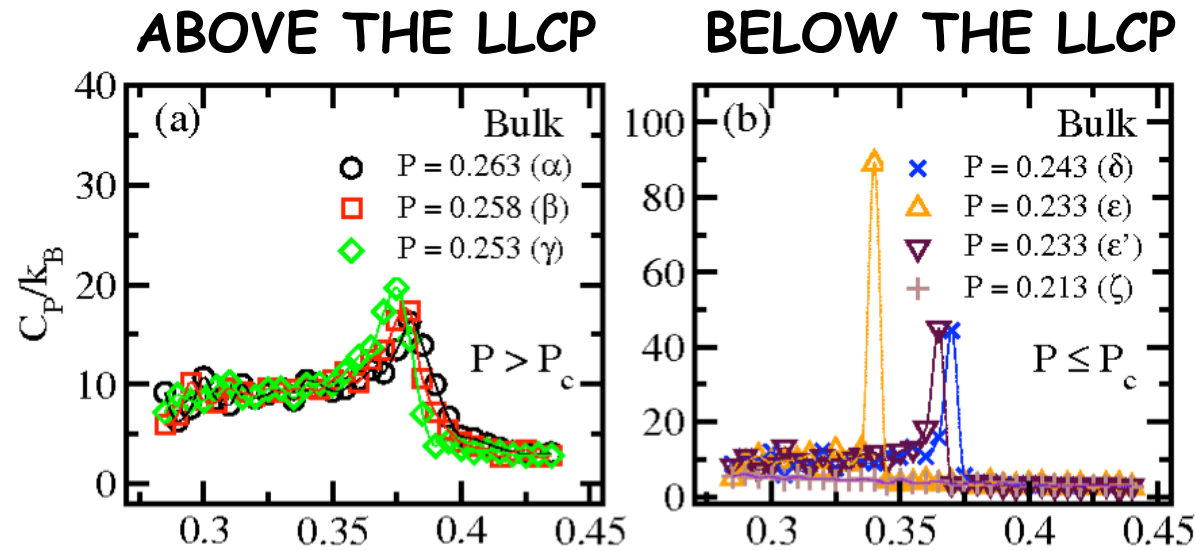 ABOVE THE LLCP
BELOW THE LLCP
C_P/k_B
40
30
20
10
0
(a)
Bulk
P = 0.263 (α)
P = 0.258 (β)
P = 0.253 (γ)
P > P_c
0.3
0.35
0.4
0.45
100
80
60
40
20
0
(b)
Bulk
P = 0.243 (δ)
P = 0.233 (ε)
P = 0.233 (ε')
P = 0.213 (ζ)
P ≤ P_c
0.3
0.35
0.4
0.45